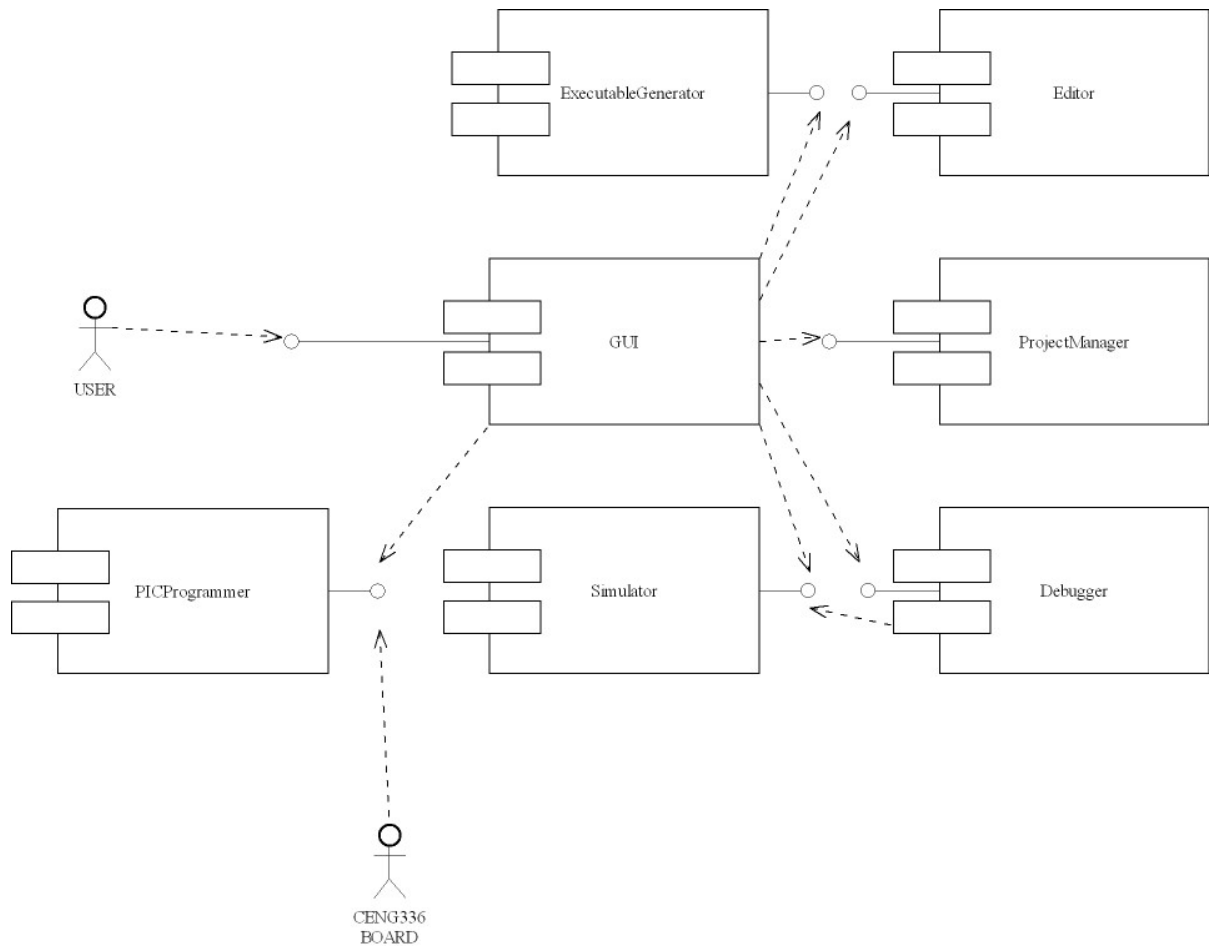 ExecutableGenerator
Editor
GUI
ProjectManager
USER
PICProgrammer
Simulator
Debugger
CENG336
BOARD